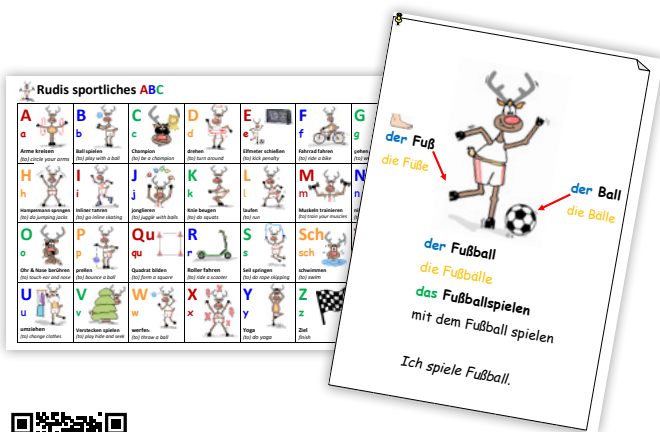 Rudis sportliches ABC
A B C D E F G
a b c d e f g
Arme kreisen Ball spielen Champion drehen Elfmeter schießen Fahrrad fahren
(to) circle your arms (to) play with a ball (to) be a champion (to) turn around (to) kick penalty (to) ride a bike
H I J K L M N
h i j k l m n
Hampelmann springen Inliner fahren jonglieren Knie beugen laufen Muskeln trainieren
(to) do jumping jacks (to) go inline skating (to) juggle with balls (to) do squats (to) run (to) train your muscles
O P Qu R S Sch
o p qu r s sch
Ohr & Nase berühren prellen Quadrat bilden Roller fahren Seil springen schwimmen
(to) touch ear and nose (to) bounce a ball (to) form a square (to) ride a scooter (to) do rope skipping (to) swim
U V W X Y Z
u v w x y z
umziehen Verstecken spielen werfen Yoga Ziel
(to) change clothes (to) play hide and seek (to) throw a ball (to) do yoga finish
der Fuß
die Füße
der Ball
die Bälle
der Fußball
die Fußbälle
das Fußballspielen
mit dem Fußball spielen
Ich spiele Fußball.